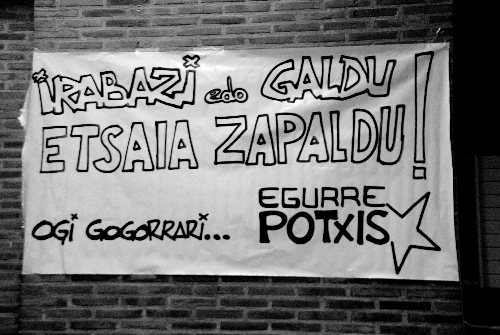 iRABAZi edo GALDU
ETSAIA ZAPALDU!
OGi GOGORRARi...
EGURRE
POTxIS